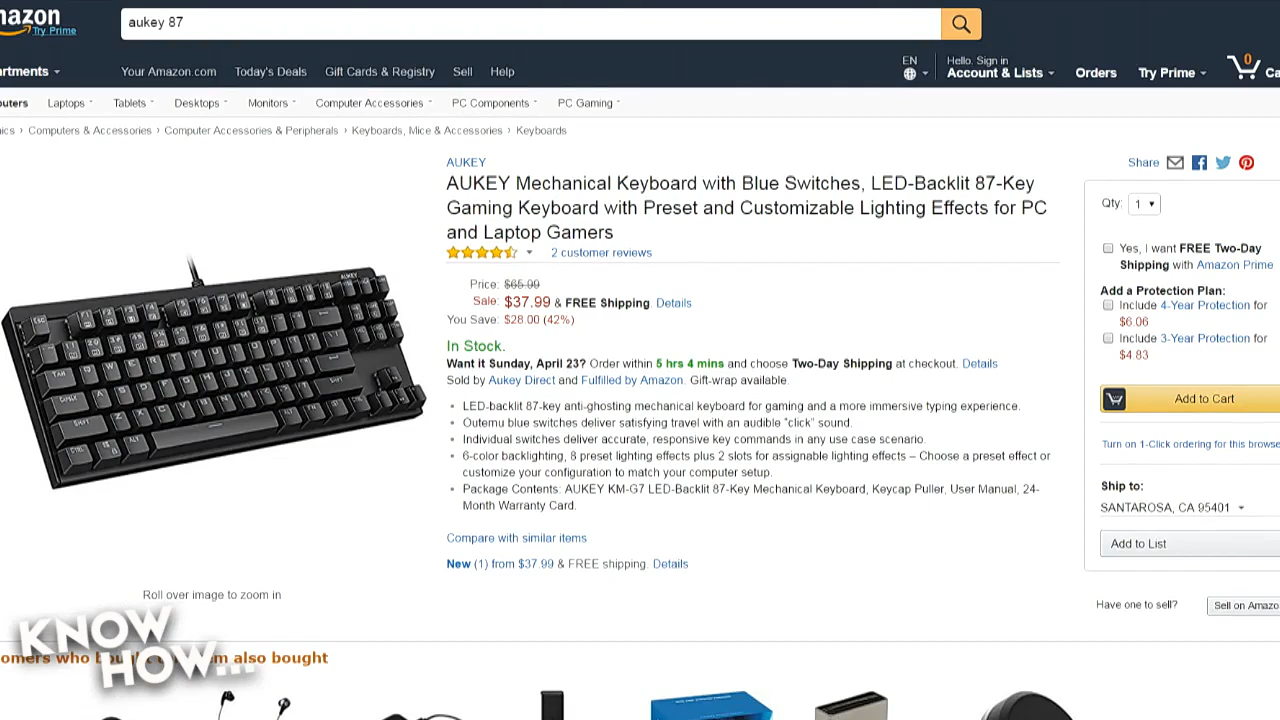 amazon
Try Prime
aukey 87
EN
Hello. Sign in
Account & Lists
Orders
Try Prime
0
Your Amazon.com
Today's Deals
Gift Cards & Registry
Sell
Help
Laptops
Tablets
Desktops
Monitors
Computer Accessories
PC Components
PC Gaming
Computers & Accessories › Computer Accessories & Peripherals › Keyboards, Mice & Accessories › Keyboards
AUKEY
AUKEY Mechanical Keyboard with Blue Switches, LED-Backlit 87-Key
Gaming Keyboard with Preset and Customizable Lighting Effects for PC
and Laptop Gamers
2 customer reviews
Price: $65.99
Sale: $37.99 & FREE Shipping. Details
You Save: $28.00 (42%)
In Stock.
Want it Sunday, April 23? Order within 5 hrs 4 mins and choose Two-Day Shipping at checkout. Details
Sold by Aukey Direct and Fulfilled by Amazon. Gift-wrap available.
• LED-backlit 87-key anti-ghosting mechanical keyboard for gaming and a more immersive typing experience.
• Outemu blue switches deliver satisfying travel with an audible "click" sound.
• Individual switches deliver accurate, responsive key commands in any use case scenario.
• 6-color backlighting, 8 preset lighting effects plus 2 slots for assignable lighting effects – Choose a preset effect or
customize your configuration to match your computer setup.
• Package Contents: AUKEY KM-G7 LED-Backlit 87-Key Mechanical Keyboard, Keycap Puller, User Manual, 24-
Month Warranty Card.
Compare with similar items
New (1) from $37.99 & FREE shipping. Details
Roll over image to zoom in
Share
Qty: 1
Yes, I want FREE Two-Day
Shipping with Amazon Prime
Add a Protection Plan:
Include 4-Year Protection for
$6.06
Include 3-Year Protection for
$4.83
Add to Cart
Turn on 1-Click ordering for this browse
Ship to:
SANTAROSA, CA 95401
Add to List
Have one to sell?
Sell on Amazo
KNOW
HOW...
omers who bought also bought